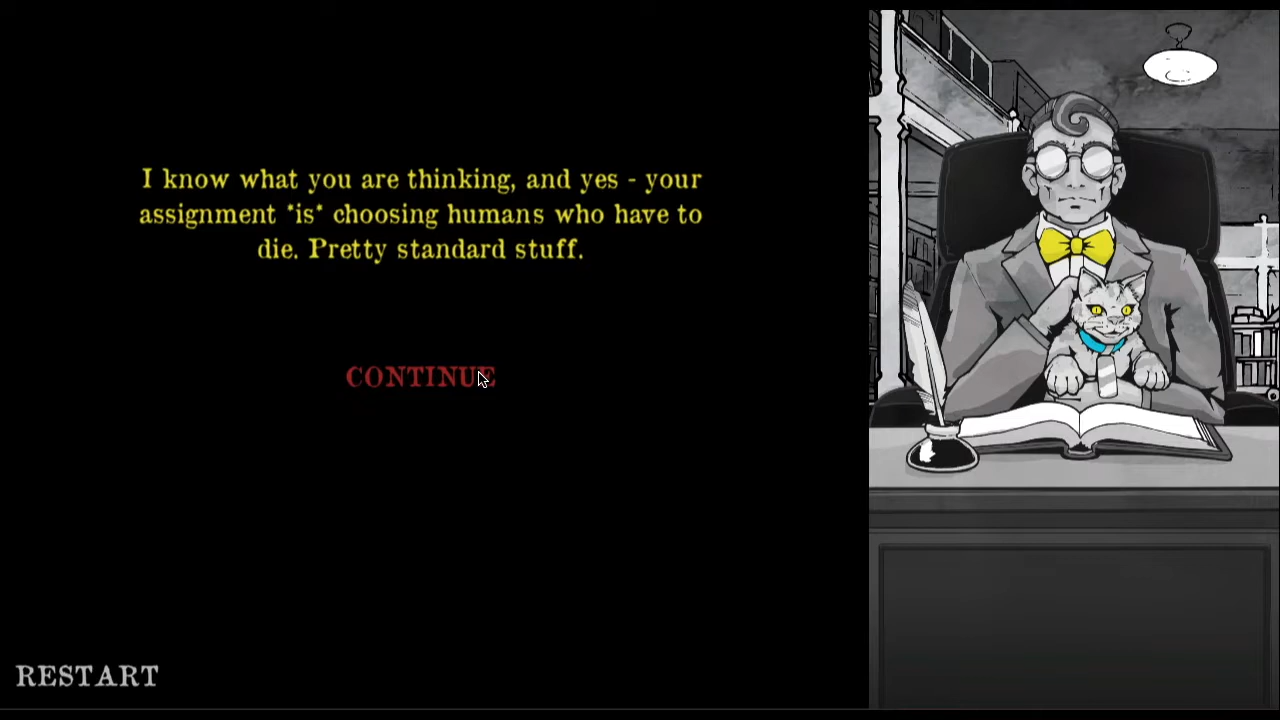 I know what you are thinking, and yes - your
assignment *is* choosing humans who have to
die. Pretty standard stuff.
CONTINUE
RESTART